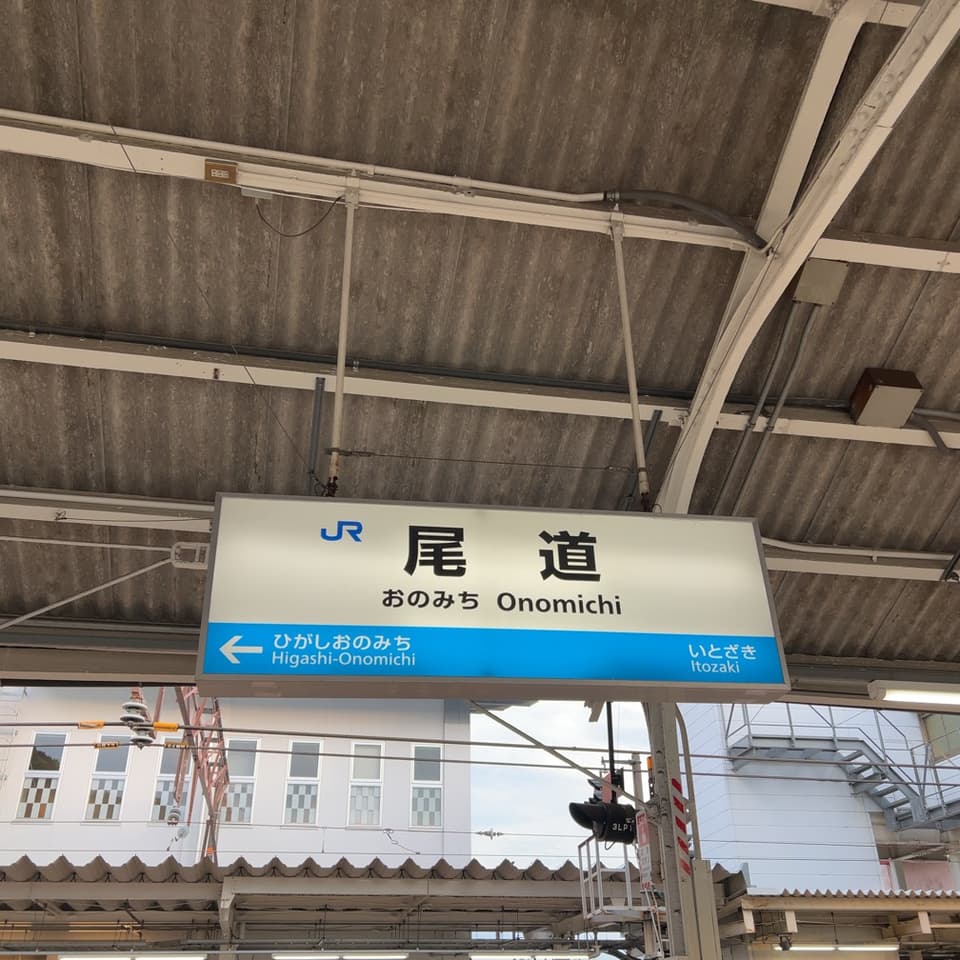 JR 尾道
おのみち Onomichi
← ひがしおのみち
Higashi-Onomichi
いとざき
Itozaki
3LP